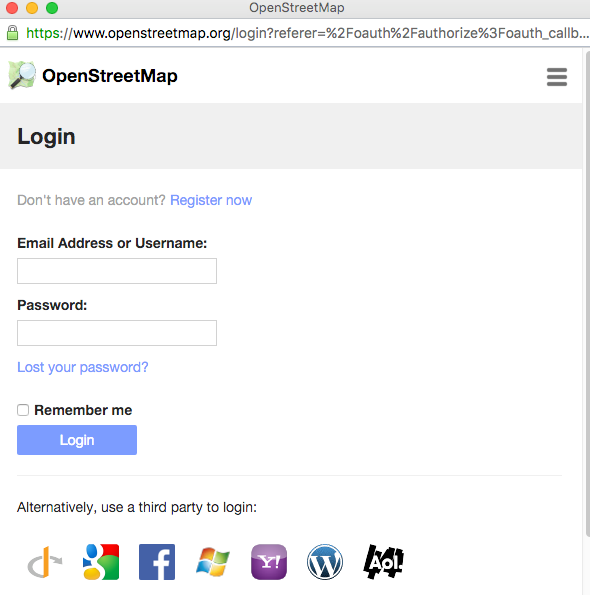 OpenStreetMap
https://www.openstreetmap.org/login?referer=%2Foauth%2Fauthorize%3Foauth_callb...
OpenStreetMap
Login
Don't have an account? Register now
Email Address or Username:
Password:
Lost your password?
Remember me
Login
Alternatively, use a third party to login:
g f Y! W Aol.